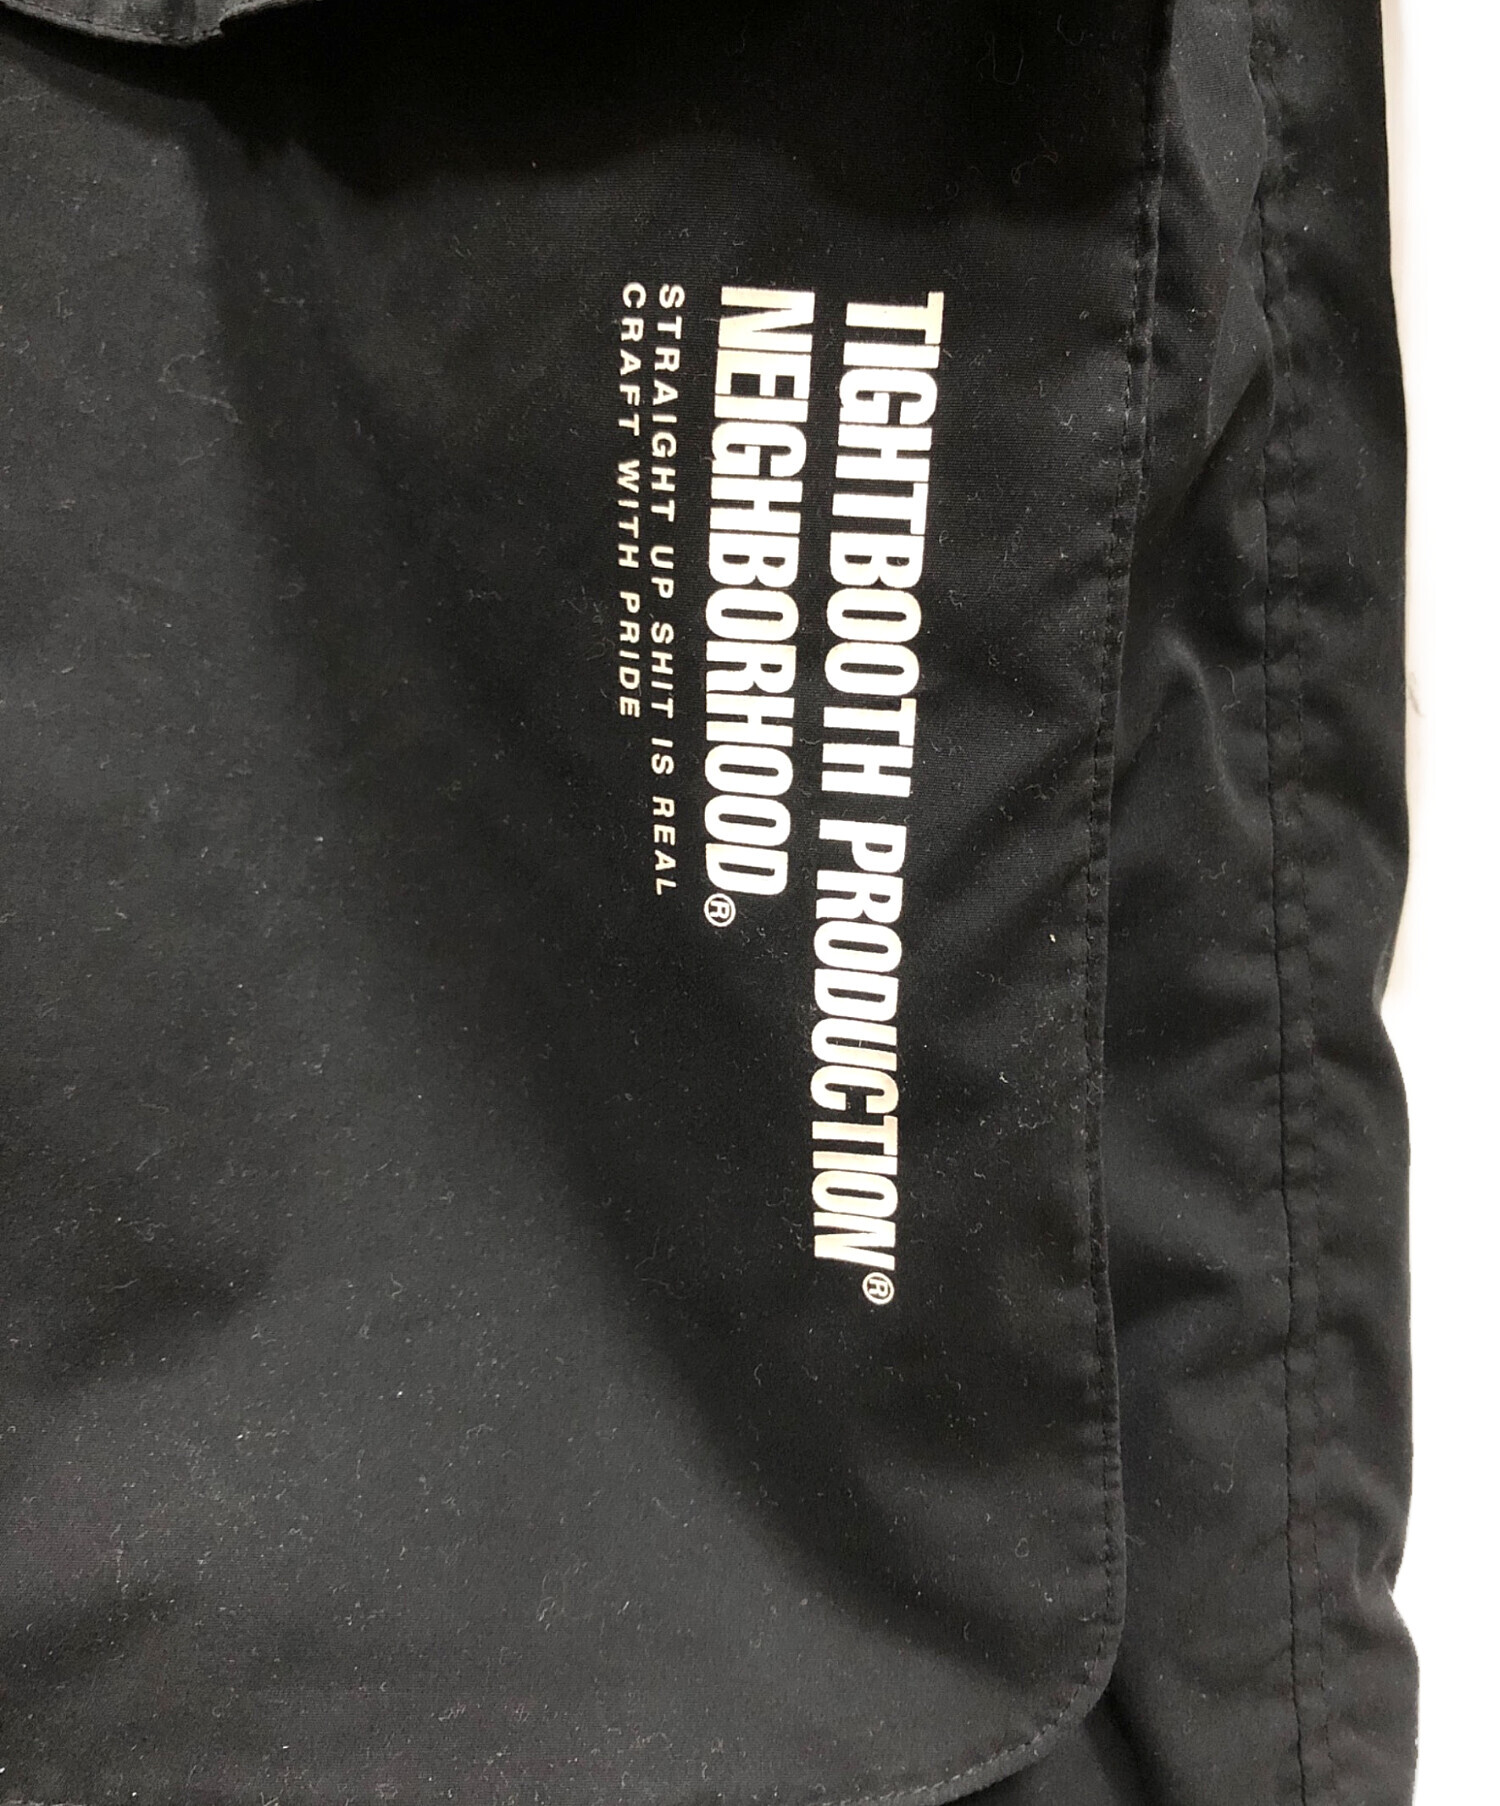 TIGHTBOOTH PRODUCTION®
NEIGHBORHOOD®
STRAIGHT UP SHIT IS REAL
CRAFT WITH PRIDE